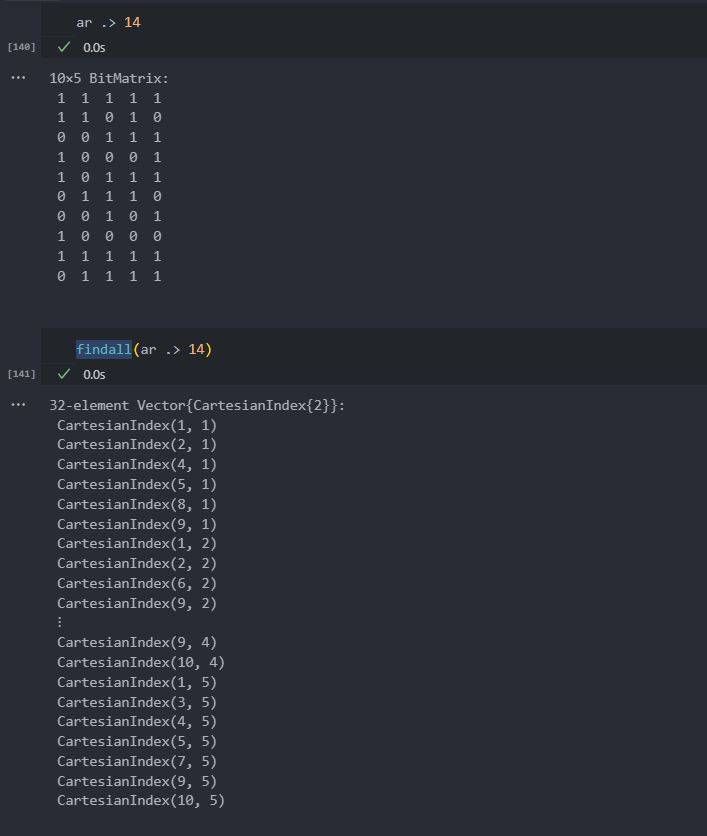 ar .> 14
[140]
0.0s
10×5 BitMatrix:
1 1 1 1 1
1 1 0 1 0
0 0 1 1 1
1 0 0 0 1
1 0 1 1 1
0 1 1 1 0
0 0 1 0 1
1 0 0 0 0
1 1 1 1 1
0 1 1 1 1
findall(ar .> 14)
[141]
0.0s
32-element Vector{CartesianIndex{2}}:
CartesianIndex(1, 1)
CartesianIndex(2, 1)
CartesianIndex(4, 1)
CartesianIndex(5, 1)
CartesianIndex(8, 1)
CartesianIndex(9, 1)
CartesianIndex(1, 2)
CartesianIndex(2, 2)
CartesianIndex(6, 2)
CartesianIndex(9, 2)
⋮
CartesianIndex(9, 4)
CartesianIndex(10, 4)
CartesianIndex(1, 5)
CartesianIndex(3, 5)
CartesianIndex(4, 5)
CartesianIndex(5, 5)
CartesianIndex(7, 5)
CartesianIndex(9, 5)
CartesianIndex(10, 5)